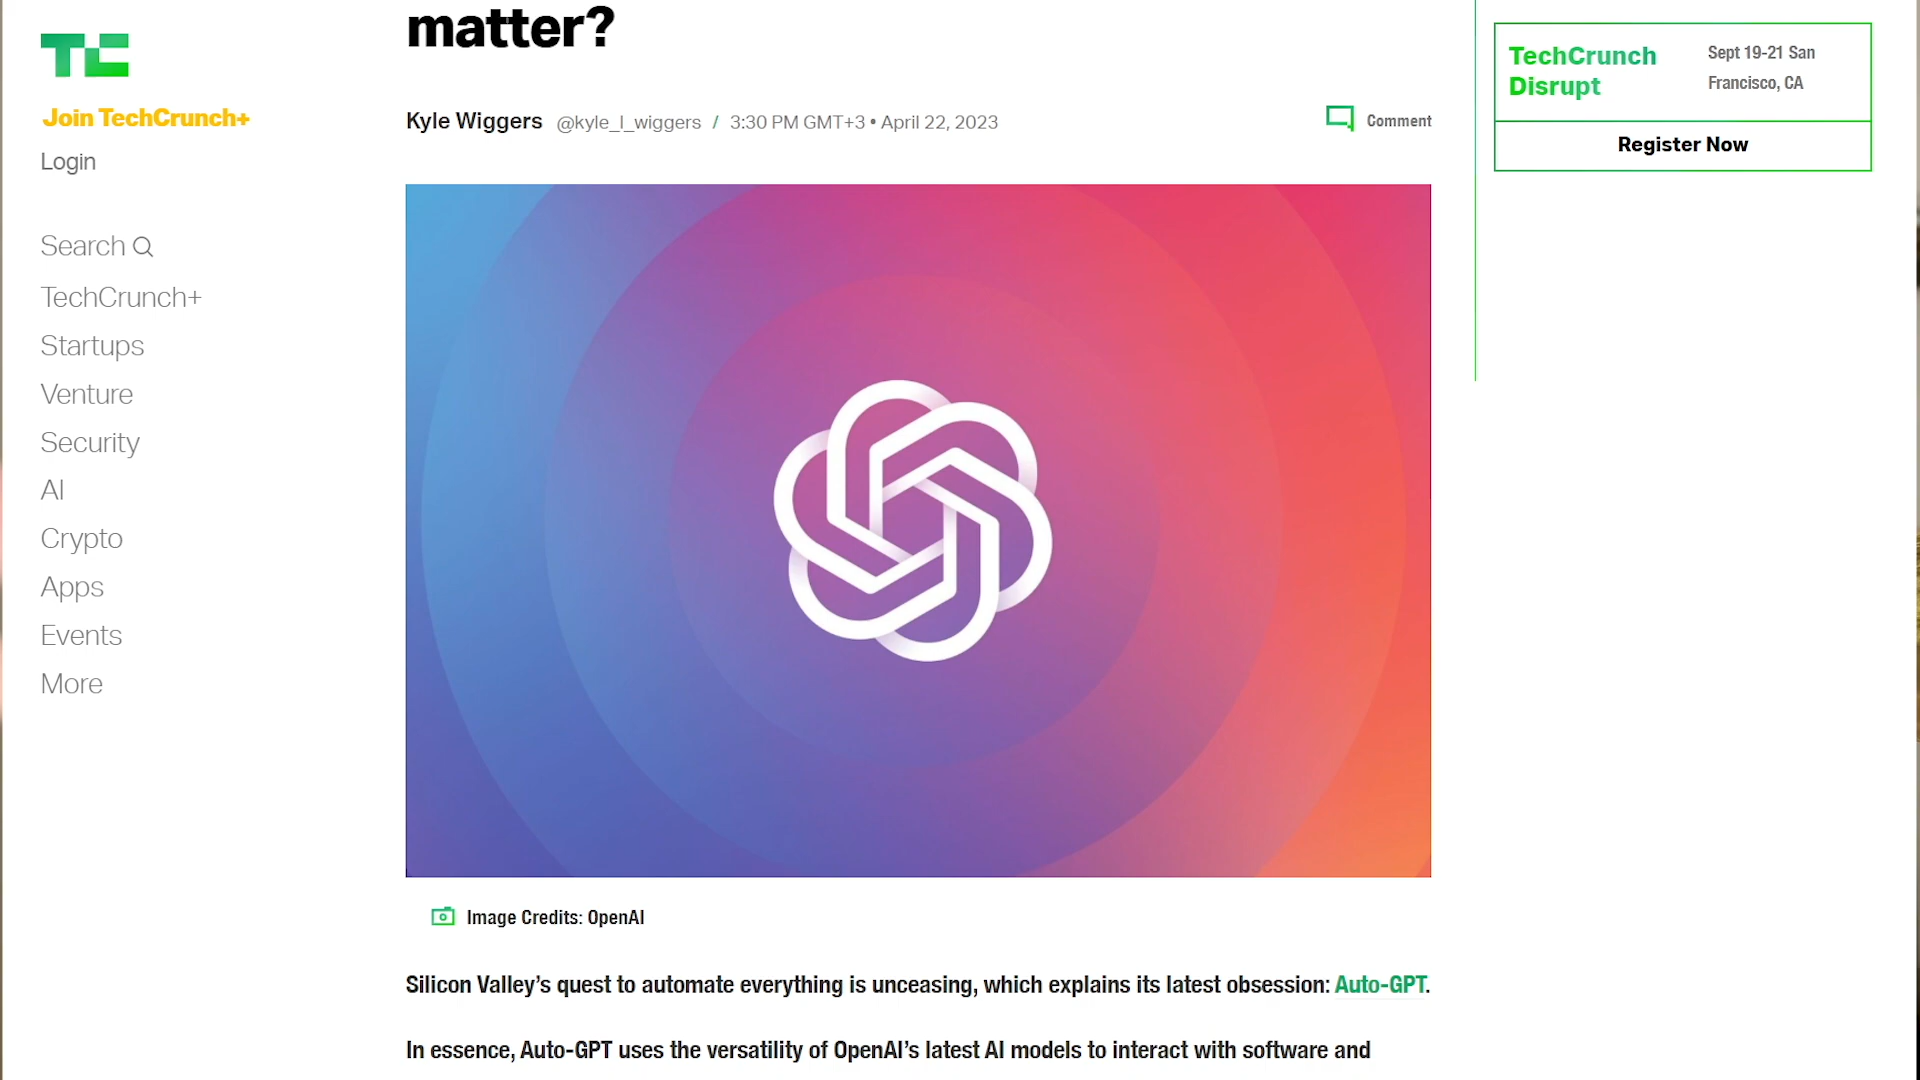 matter?
TC
Join TechCrunch+
Login
Search
TechCrunch+
Startups
Venture
Security
AI
Crypto
Apps
Events
More
Kyle Wiggers @kyle_l_wiggers / 3:30 PM GMT+3 • April 22, 2023
Comment
Image Credits: OpenAI
Silicon Valley’s quest to automate everything is unceasing, which explains its latest obsession: Auto-GPT.
In essence, Auto-GPT uses the versatility of OpenAI’s latest AI models to interact with software and
TechCrunch
Disrupt
Sept 19-21 San
Francisco, CA
Register Now